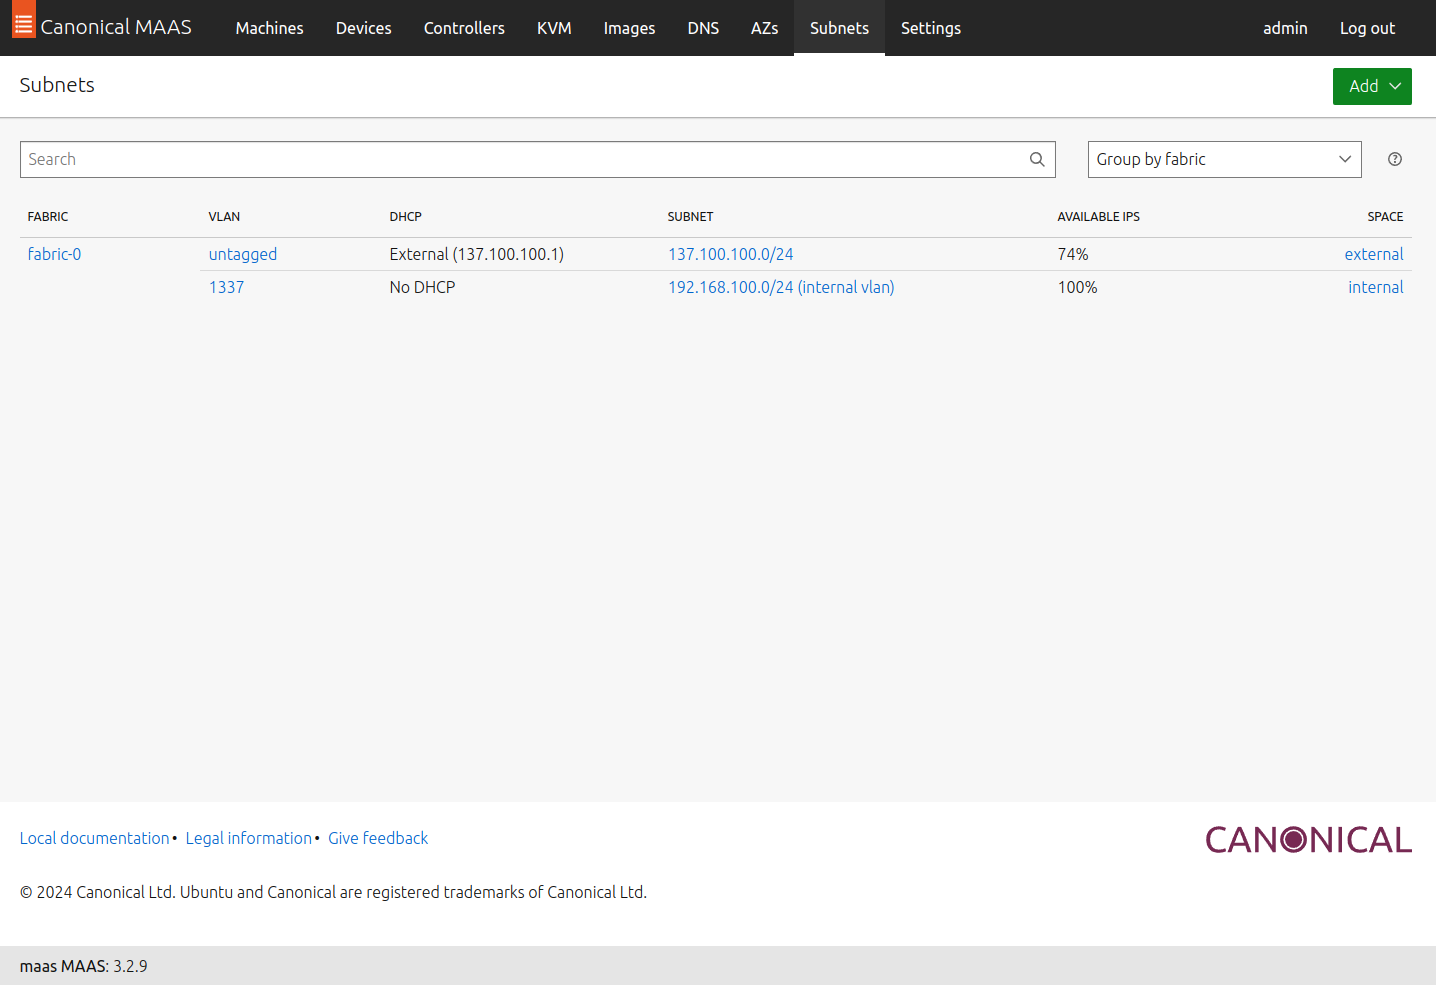 Canonical MAAS Machines Devices Controllers KVM Images DNS AZs Subnets Settings admin Log out
Subnets Add
Search Group by fabric
FABRIC VLAN DHCP SUBNET AVAILABLE IPS SPACE
fabric-0 untagged External (137.100.100.1) 137.100.100.0/24 74% external
1337 No DHCP 192.168.100.0/24 (internal vlan) 100% internal
Local documentation • Legal information • Give feedback CANONICAL
© 2024 Canonical Ltd. Ubuntu and Canonical are registered trademarks of Canonical Ltd.
maas MAAS: 3.2.9